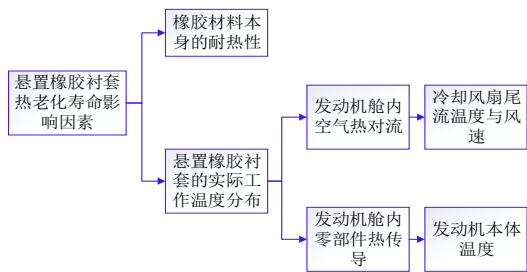 悬置橡胶衬套
热老化寿命影
响因素
橡胶材料本
身的耐热性
悬置橡胶衬
套的实际工
作温度分布
发动机舱内
空气热对流
冷却风扇尾
流温度与风
速
发动机舱内
零部件热传
导
发动机本体
温度